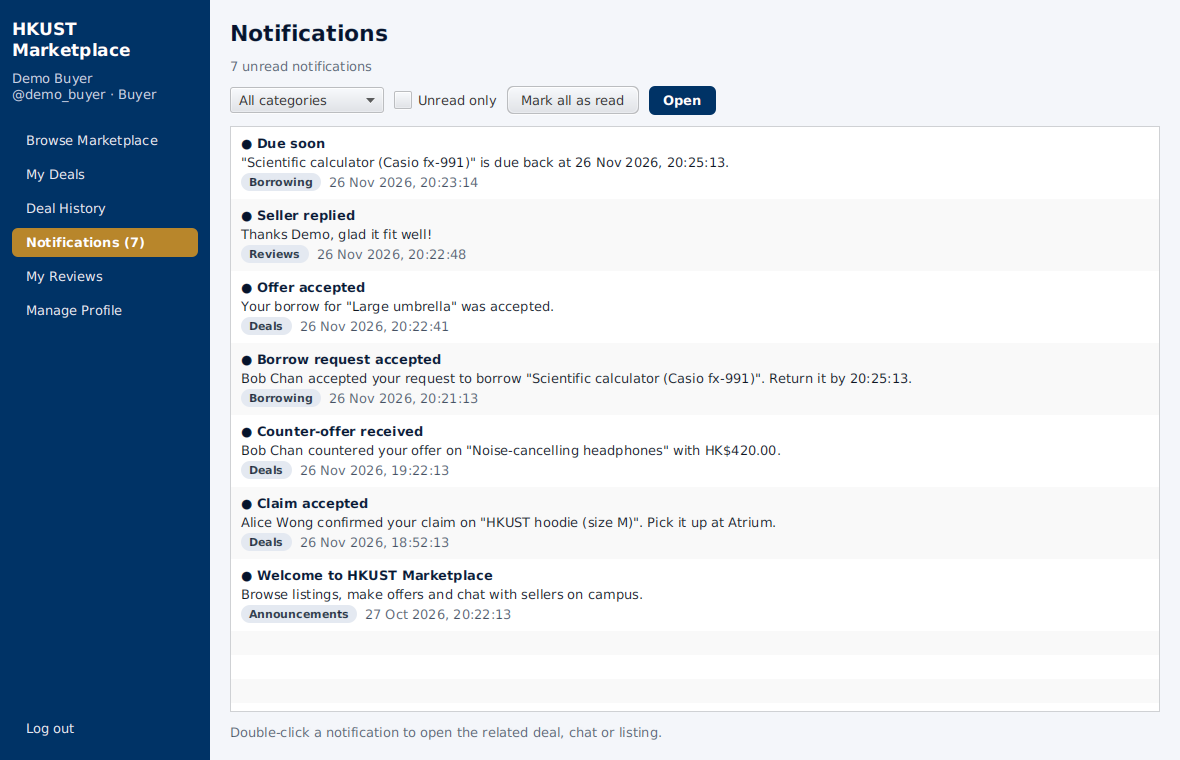 HKUST
Marketplace
Demo Buyer
@demo_buyer · Buyer
Browse Marketplace
My Deals
Deal History
Notifications (7)
My Reviews
Manage Profile
Log out
Notifications
7 unread notifications
All categories
Unread only
Mark all as read
Open
● Due soon
"Scientific calculator (Casio fx-991)" is due back at 26 Nov 2026, 20:25:13.
Borrowing 26 Nov 2026, 20:23:14
● Seller replied
Thanks Demo, glad it fit well!
Reviews 26 Nov 2026, 20:22:48
● Offer accepted
Your borrow for "Large umbrella" was accepted.
Deals 26 Nov 2026, 20:22:41
● Borrow request accepted
Bob Chan accepted your request to borrow "Scientific calculator (Casio fx-991)". Return it by 20:25:13.
Borrowing 26 Nov 2026, 20:21:13
● Counter-offer received
Bob Chan countered your offer on "Noise-cancelling headphones" with HK$420.00.
Deals 26 Nov 2026, 19:22:13
● Claim accepted
Alice Wong confirmed your claim on "HKUST hoodie (size M)". Pick it up at Atrium.
Deals 26 Nov 2026, 18:52:13
● Welcome to HKUST Marketplace
Browse listings, make offers and chat with sellers on campus.
Announcements 27 Oct 2026, 20:22:13
Double-click a notification to open the related deal, chat or listing.